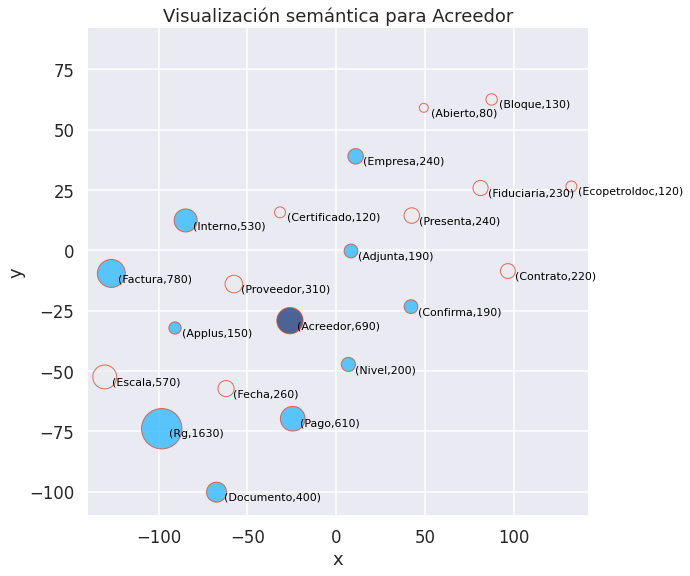 Visualización semántica para Acreedor
75
50
25
0
−25
−50
−75
−100
y
(Bloque,130)
(Abierto,80)
(Empresa,240)
(Fiduciaria,230)
(Ecopetroldoc,120)
(Certificado,120)
(Presenta,240)
(Interno,530)
(Adjunta,190)
(Contrato,220)
(Factura,780)
(Proveedor,310)
(Confirma,190)
(Acreedor,690)
(Applus,150)
(Nivel,200)
(Escala,570)
(Fecha,260)
(Pago,610)
(Rg,1630)
(Documento,400)
−100
−50
0
50
100
x